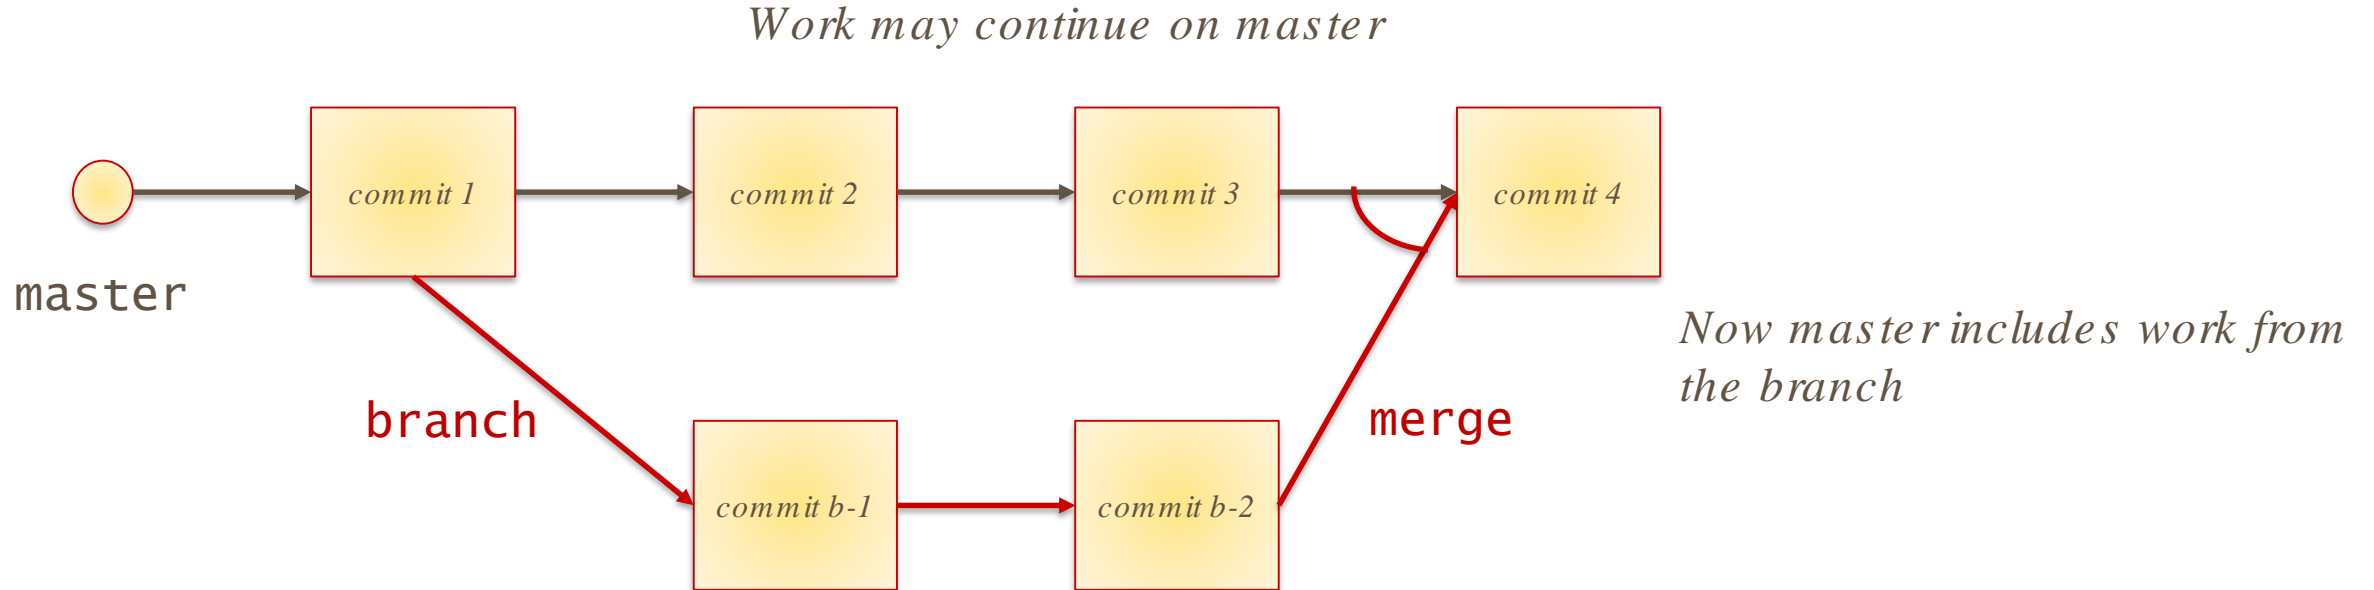 Work may continue on master
commit 1
commit 2
commit 3
commit 4
master
Now master includes work from
the branch
branch
merge
commit b-1
commit b-2